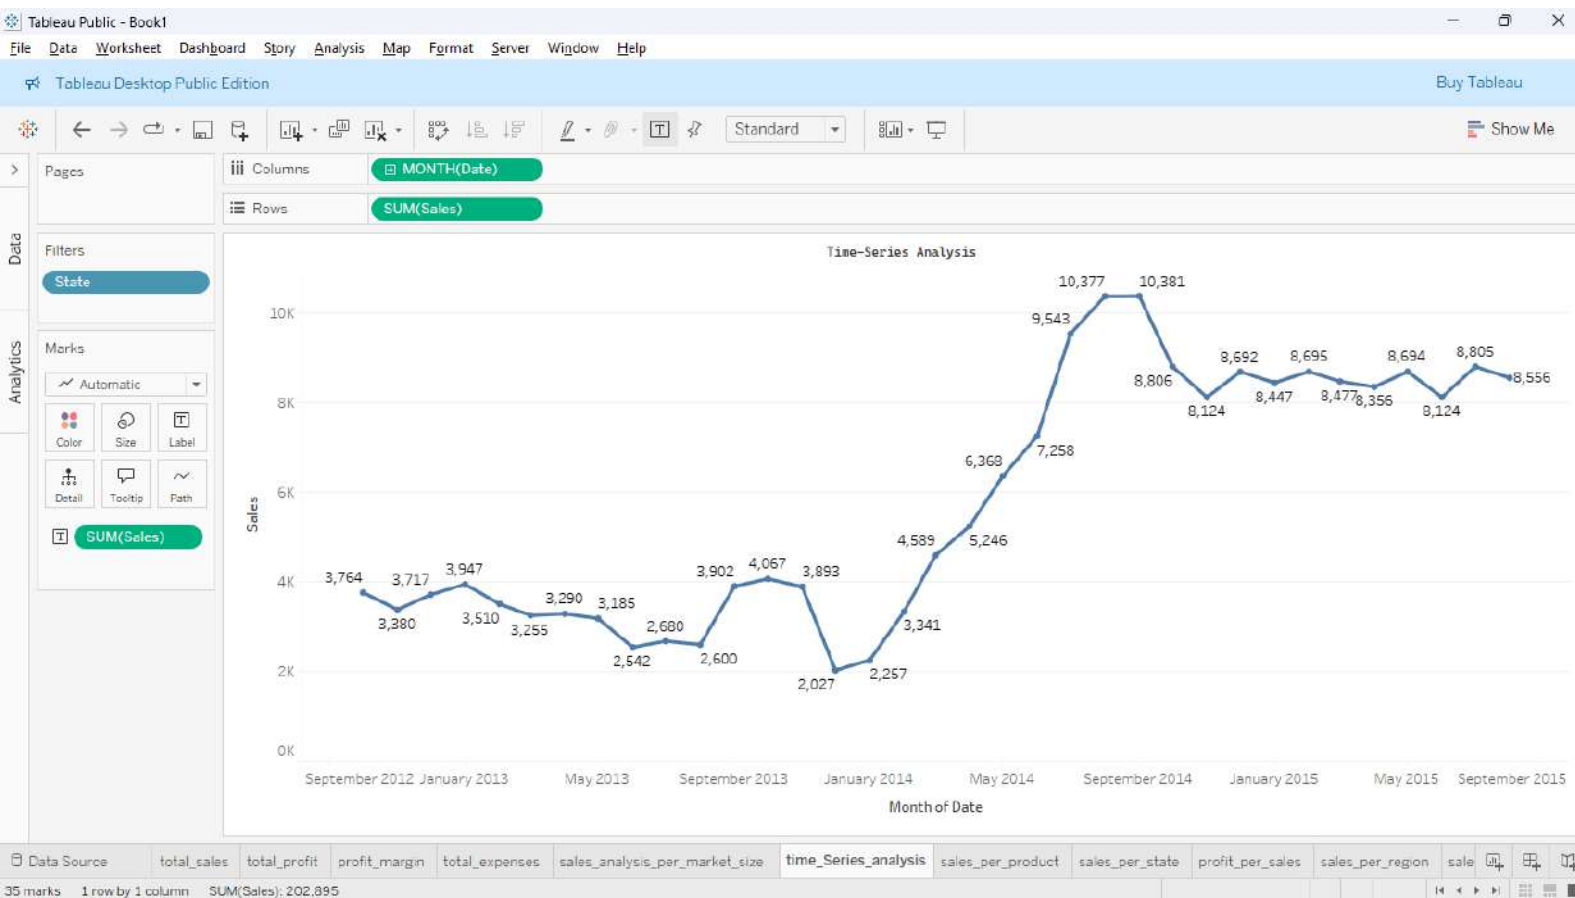 Tableau Public - Book1
File Data Worksheet Dashboard Story Analysis Map Format Server Window Help
Tableau Desktop Public Edition Buy Tableau
Standard Show Me
Pages
Columns MONTH(Date)
Rows SUM(Sales)
Data
Analytics
Filters
State
Marks
Automatic
Color Size Label
Detail Tooltip Path
SUM(Sales)
Time-Series Analysis
10,377 10,381
9,543
10K
8,692 8,695 8,694 8,805
8,806 8,556
8K
8,124 8,447 8,477 8,356 8,124
7,258
6,368
6K
Sales
4,589 5,246
3,764 3,717 3,947 3,902 4,067 3,893
4K
3,380 3,510 3,255 3,290 3,185 3,341
2,542 2,680 2,600
2K
2,027 2,257
0K
September 2012 January 2013 May 2013 September 2013 January 2014 May 2014 September 2014 January 2015 May 2015 September 2015
Month of Date
Data Source total_sales total_profit profit_margin total_expenses sales_analysis_per_market_size time_Series_analysis sales_per_product sales_per_state profit_per_sales sales_per_region sale
35 marks 1 row by 1 column SUM(Sales): 202,895